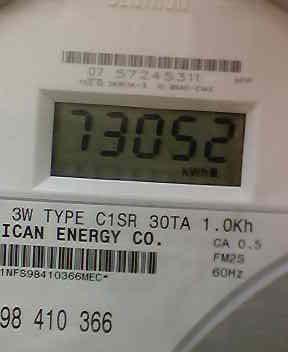 07 57245311
73052
kWh
3W TYPE C1SR 30TA 1.0Kh
ICAN ENERGY CO.
CA 0.5
FM2S
60Hz
1NFS98410366MEC*
98 410 366